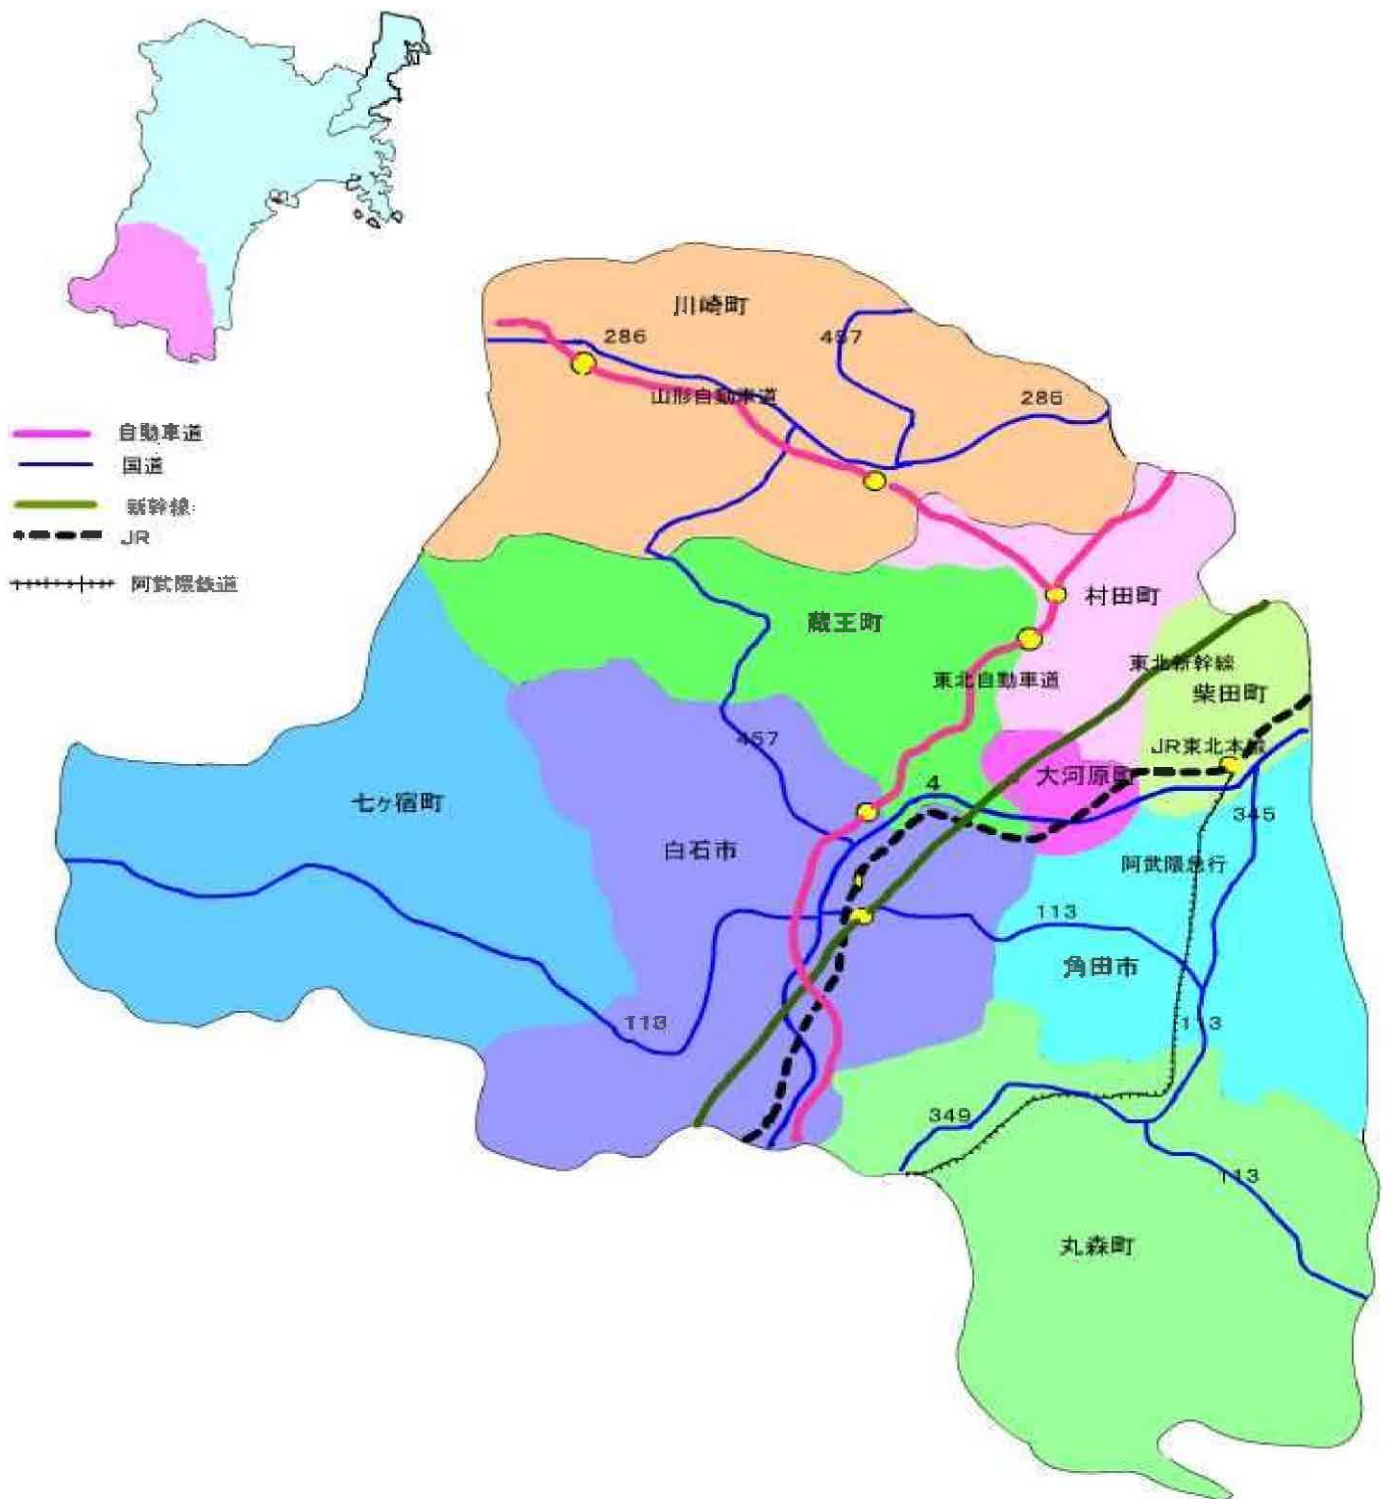 川崎町
286
457
山形自動車道
286
自動車道
国道
新幹線
JR
阿武隈鉄道
村田町
蔵王町
東北新幹線
東北自動車道
柴田町
457
JR東北本線
大河原町
4
七ヶ宿町
345
白石市
阿武隈急行
113
角田市
113
113
349
113
丸森町